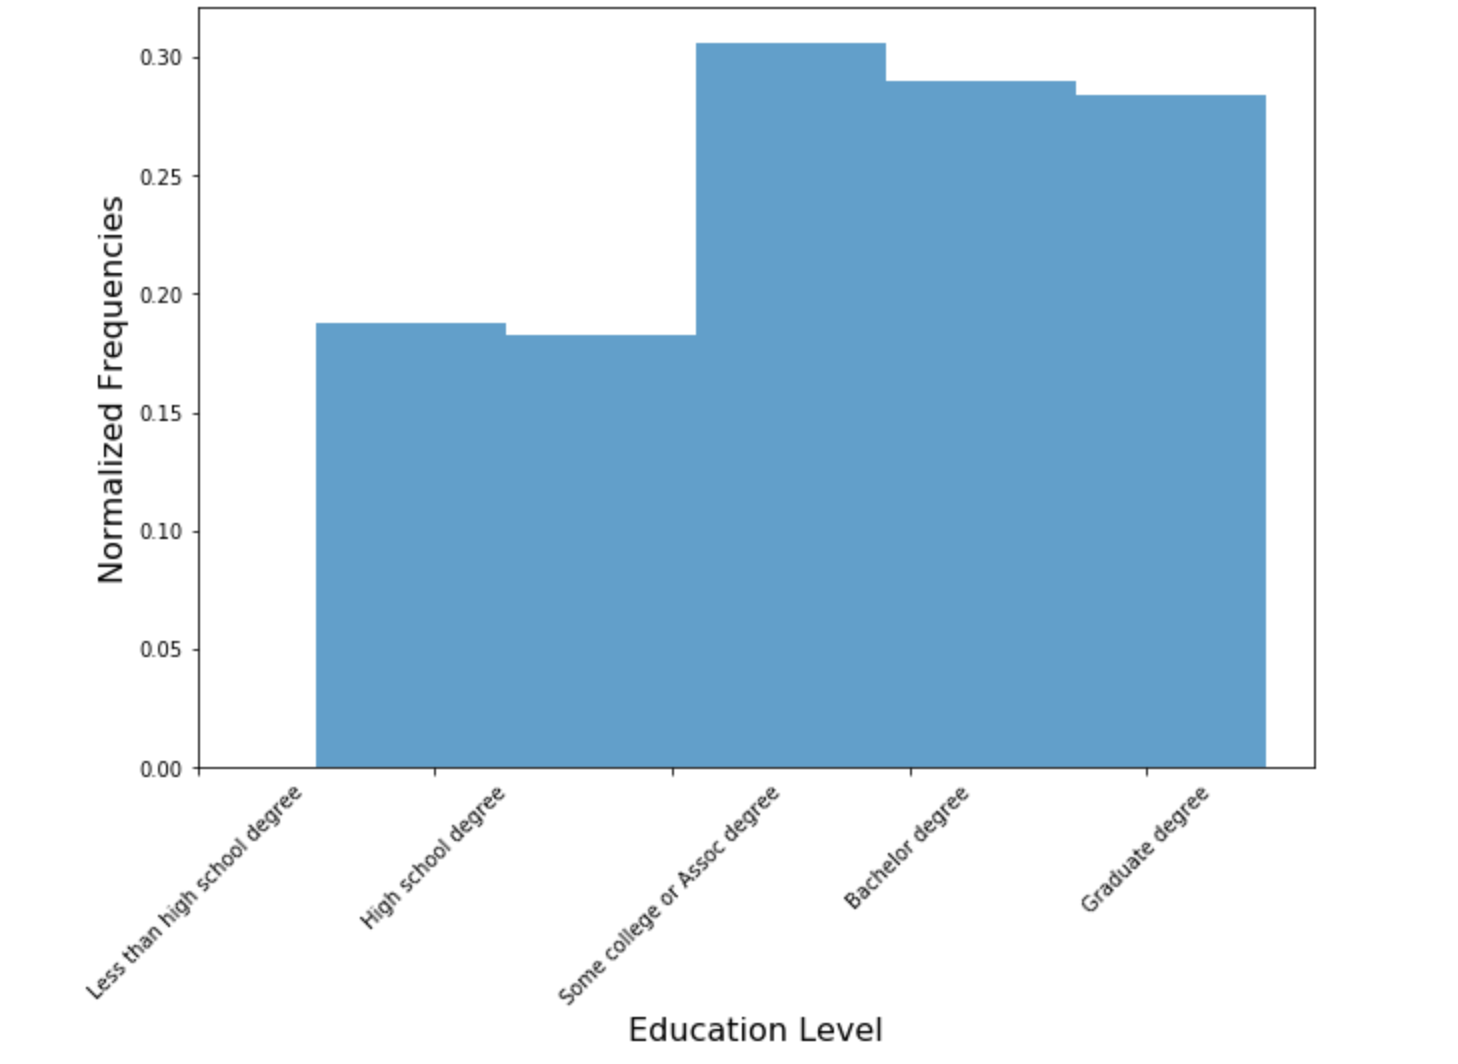 Normalized Frequencies
0.30
0.25
0.20
0.15
0.10
0.05
0.00
Less than high school degree
High school degree
Some college or Assoc degree
Bachelor degree
Graduate degree
Education Level